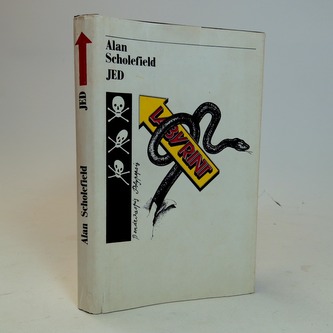 Alan
Scholefield
JED
LABYRINT
JED
Alan Scholefield